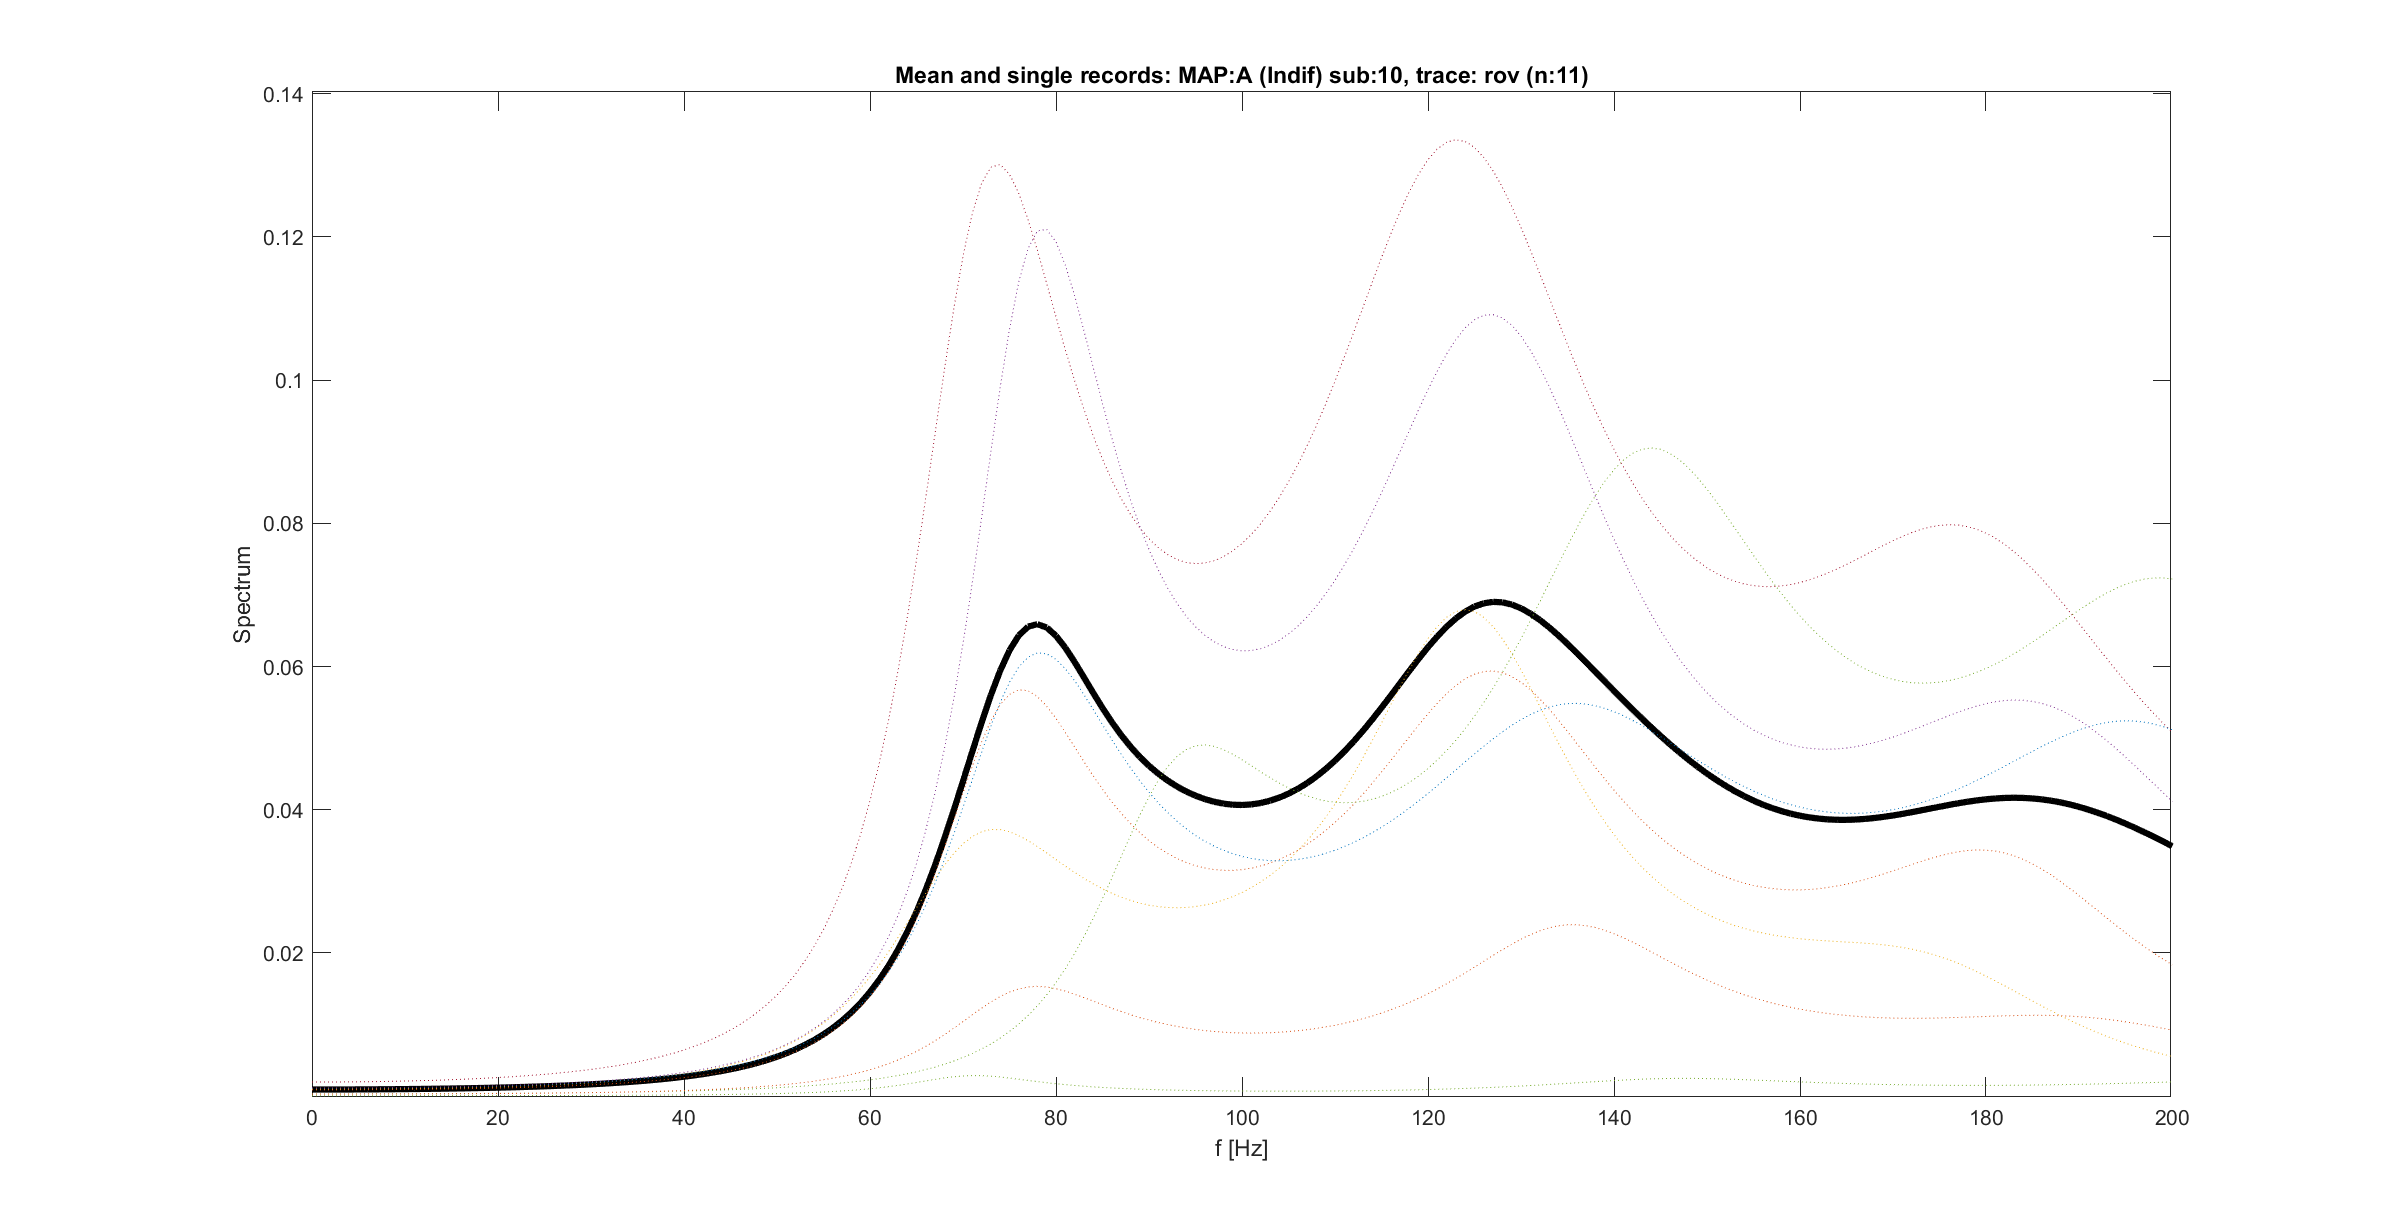 Mean and single records: MAP:A (Indif) sub:10, trace: rov (n:11)
0.14
0.12
0.1
0.08
0.06
0.04
0.02
Spectrum
0 20 40 60 80 100 120 140 160 180 200
f [Hz]